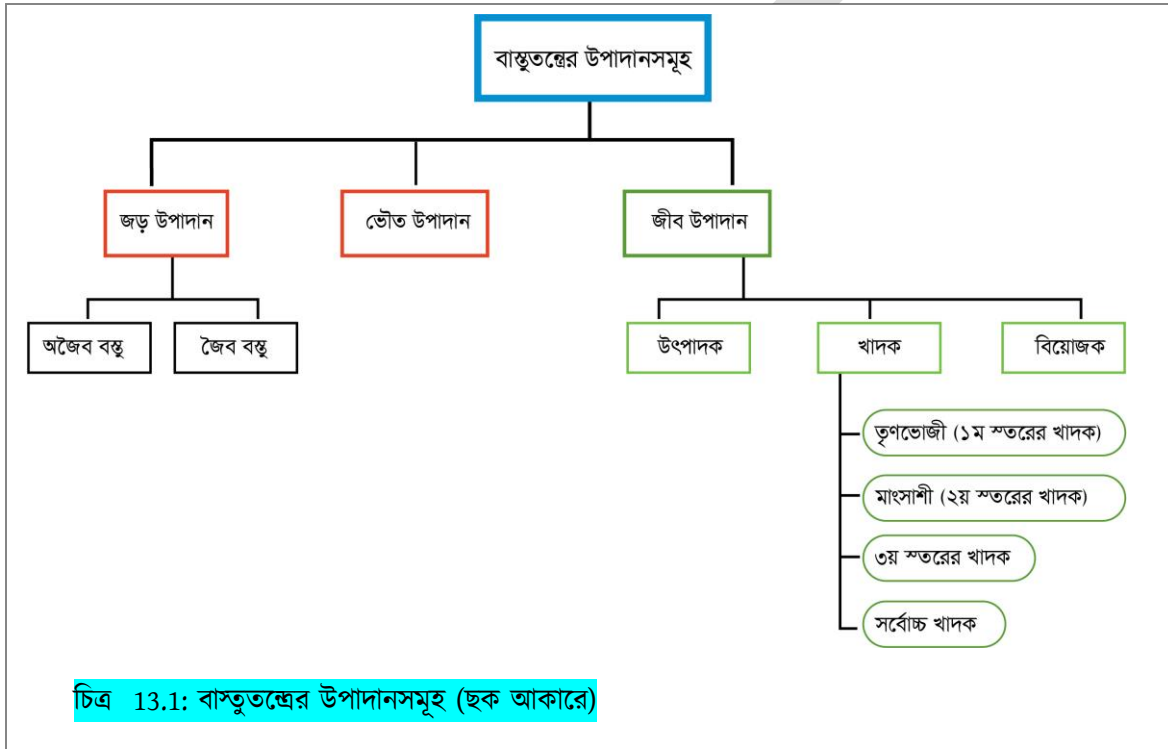 বাস্তুতন্ত্রের উপাদানসমূহ
জড় উপাদান
ভৌত উপাদান
জীব উপাদান
অজৈব বস্তু
জৈব বস্তু
উৎপাদক
খাদক
বিয়োজক
তৃণভোজী (১ম স্তরের খাদক)
মাংসাশী (২য় স্তরের খাদক)
৩য় স্তরের খাদক
সর্বোচ্চ খাদক
চিত্র 13.1: বাস্তুতন্ত্রের উপাদানসমূহ (ছক আকারে)